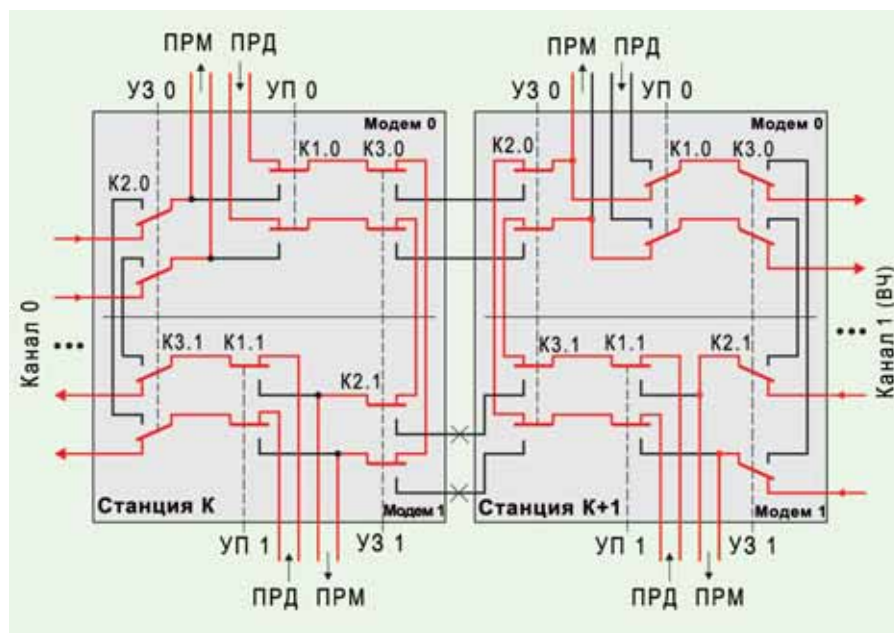 ПРМ ПРД ПРМ ПРД
УЗ 0 УП 0 УЗ 0 УП 0
Модем 0 Модем 0
К2.0 К1.0 К3.0 К2.0 К1.0 К3.0
Канал 0
Канал 1 (ВЧ)
К3.1 К1.1 К2.1 К3.1 К1.1 К2.1
Станция К Модем 1 Станция К+1 Модем 1
УП 1 УЗ 1 УП 1 УЗ 1
ПРД ПРМ ПРД ПРМ